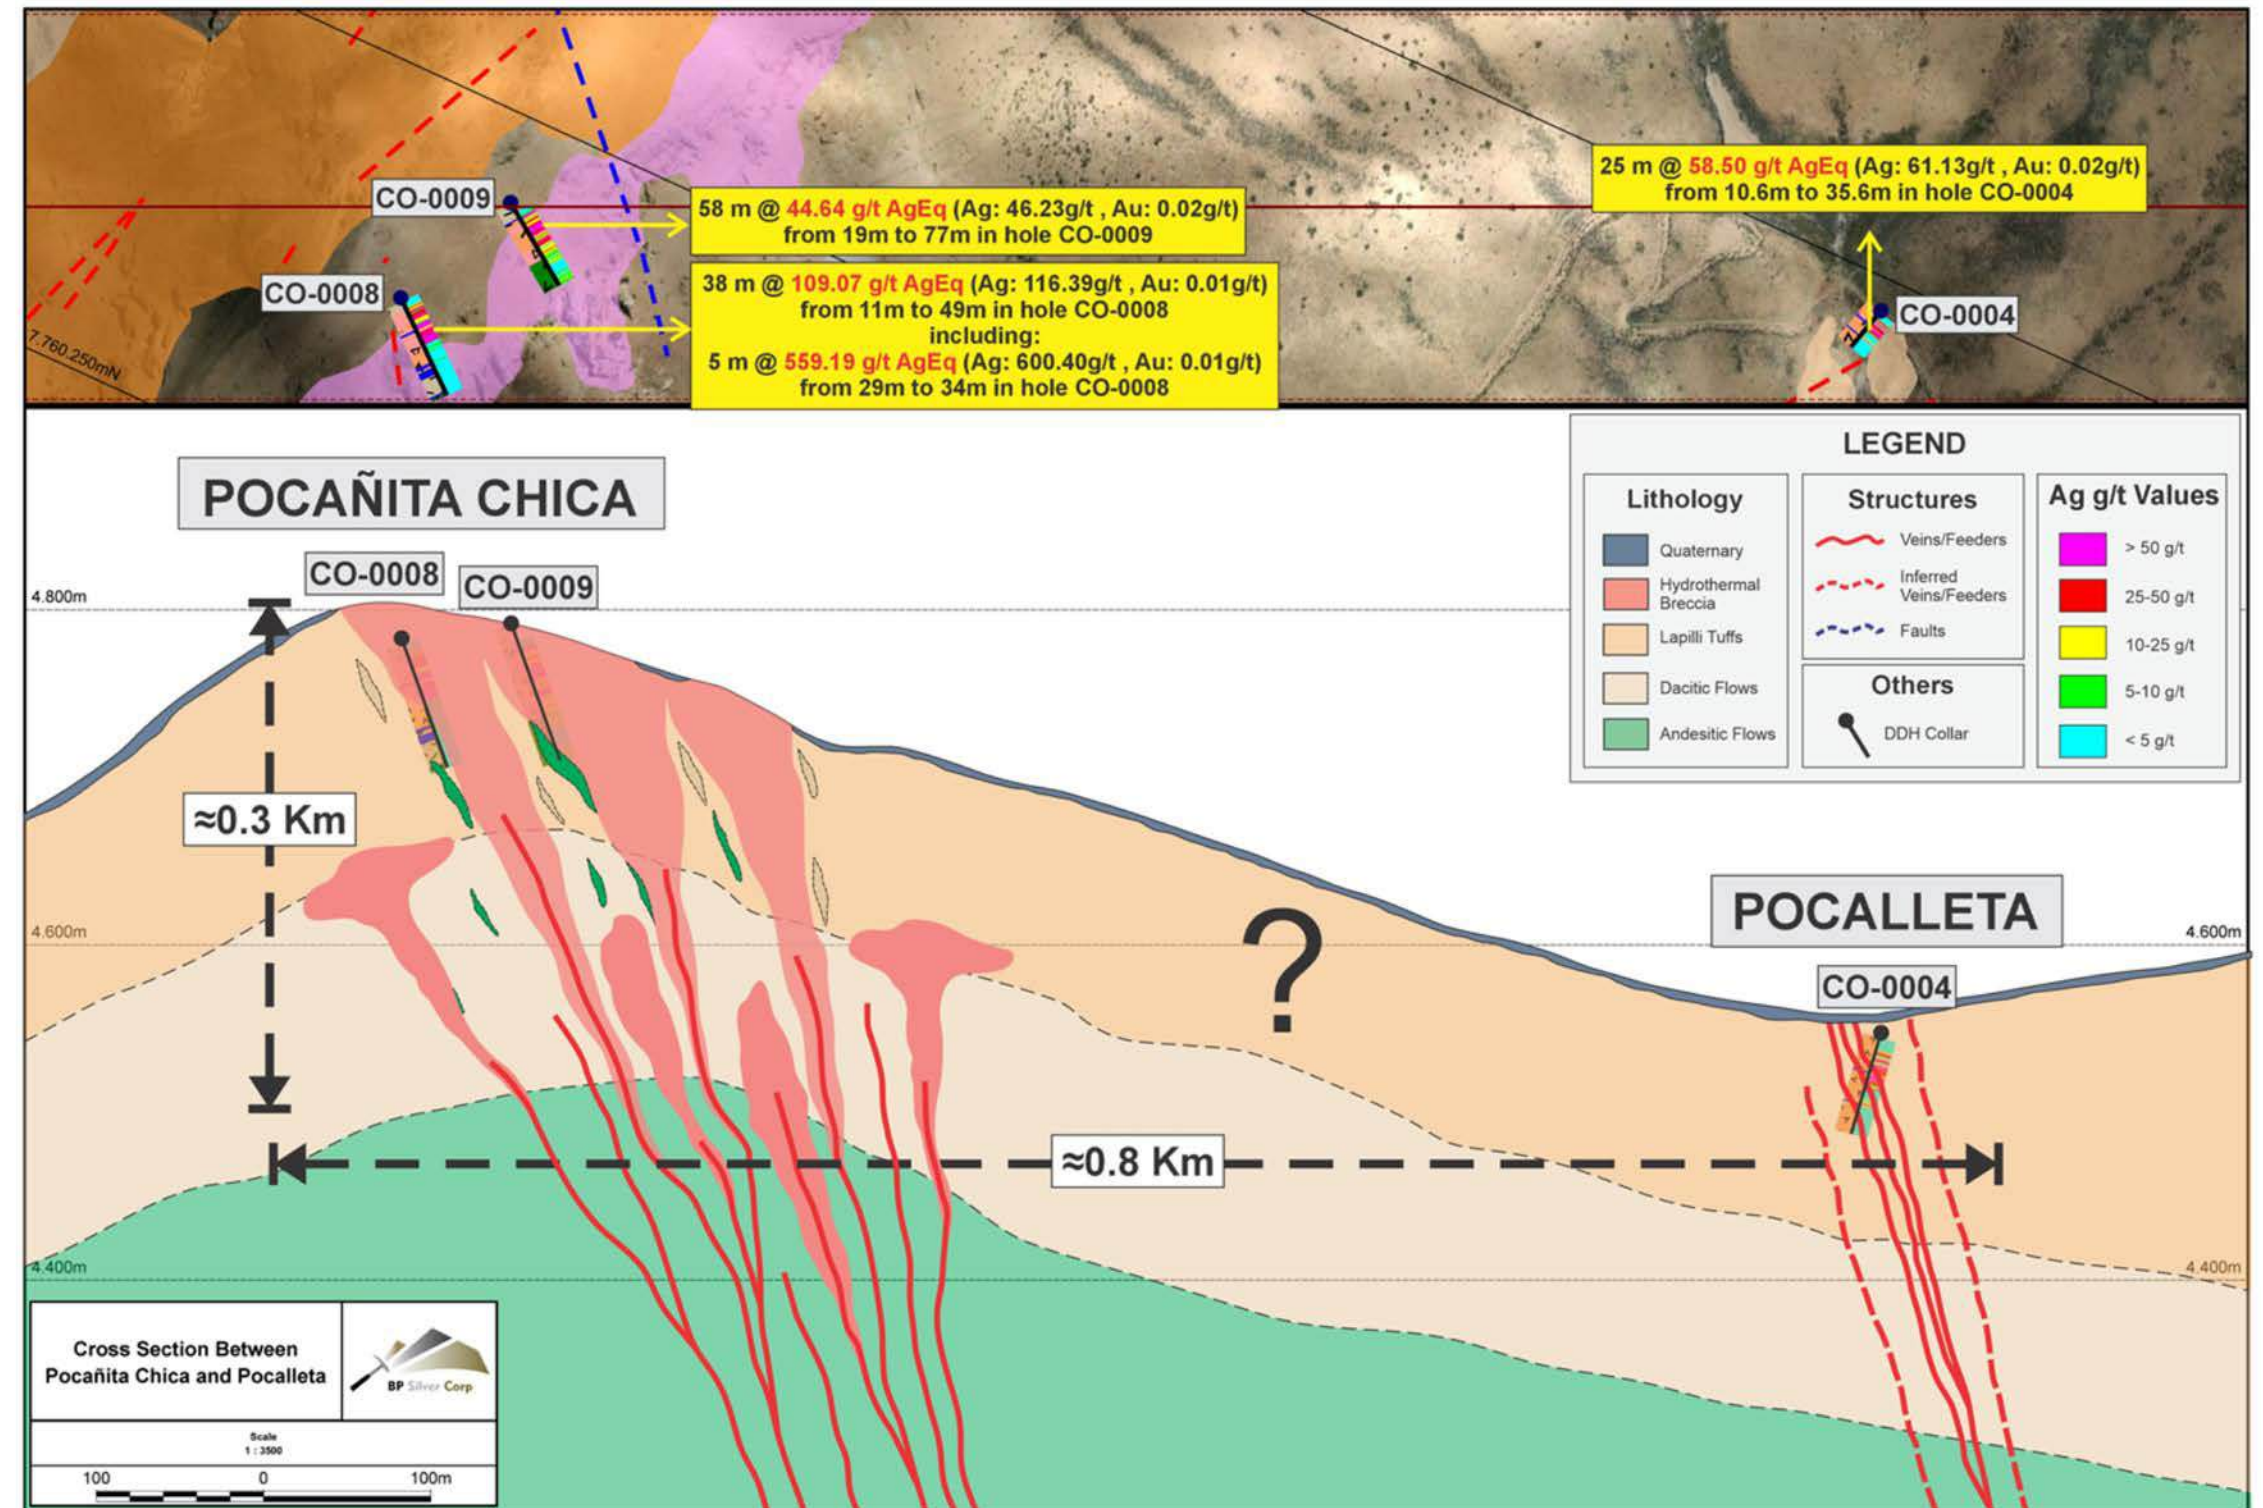 CO-0009
CO-0008
7.760.250mN
58 m @ 44.64 g/t AgEq (Ag: 46.23g/t , Au: 0.02g/t)
from 19m to 77m in hole CO-0009
38 m @ 109.07 g/t AgEq (Ag: 116.39g/t , Au: 0.01g/t)
from 11m to 49m in hole CO-0008
including:
5 m @ 559.19 g/t AgEq (Ag: 600.40g/t , Au: 0.01g/t)
from 29m to 34m in hole CO-0008
25 m @ 58.50 g/t AgEq (Ag: 61.13g/t , Au: 0.02g/t)
from 10.6m to 35.6m in hole CO-0004
CO-0004
LEGEND
Lithology
Quaternary
Hydrothermal
Breccia
Lapilli Tuffs
Dacitic Flows
Andesitic Flows
Structures
Veins/Feeders
Inferred
Veins/Feeders
Faults
Others
DDH Collar
Ag g/t Values
> 50 g/t
25-50 g/t
10-25 g/t
5-10 g/t
< 5 g/t
POCAÑITA CHICA
CO-0008
CO-0009
4.800m
≈0.3 Km
4.600m
?
POCALLETA
4.600m
CO-0004
≈0.8 Km
4.400m
4.400m
Cross Section Between
Pocañita Chica and Pocalleta
BP Silver Corp
Scale
1 : 3500
100 0 100m